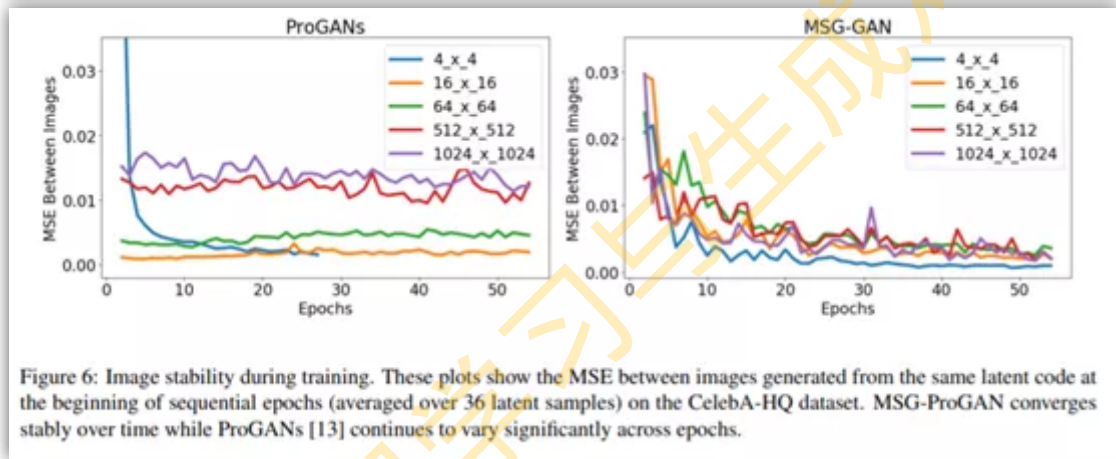 ProGANs
MSE Between Images
0.03
0.02
0.01
0.00
4_x_4
16_x_16
64_x_64
512_x_512
1024_x_1024
0 10 20 30 40 50
Epochs
MSG-GAN
MSE Between Images
0.03
0.02
0.01
0.00
4_x_4
16_x_16
64_x_64
512_x_512
1024_x_1024
0 10 20 30 40 50
Epochs
学习与生成
Figure 6: Image stability during training. These plots show the MSE between images generated from the same latent code at
the beginning of sequential epochs (averaged over 36 latent samples) on the CelebA-HQ dataset. MSG-ProGAN converges
stably over time while ProGANs [13] continues to vary significantly across epochs.